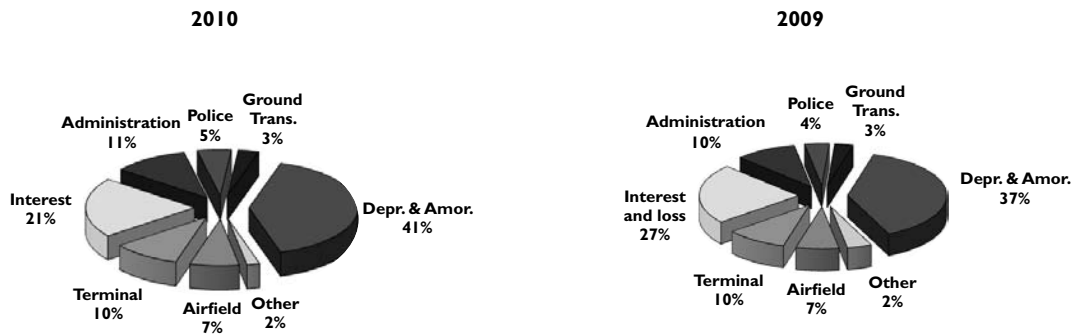 2010
Ground
Trans.
3%
Police
5%
Administration
11%
Interest
21%
Depr. & Amor.
41%
Terminal
10%
Airfield
7%
Other
2%
2009
Ground
Trans.
3%
Police
4%
Administration
10%
Interest
and loss
27%
Depr. & Amor.
37%
Terminal
10%
Airfield
7%
Other
2%